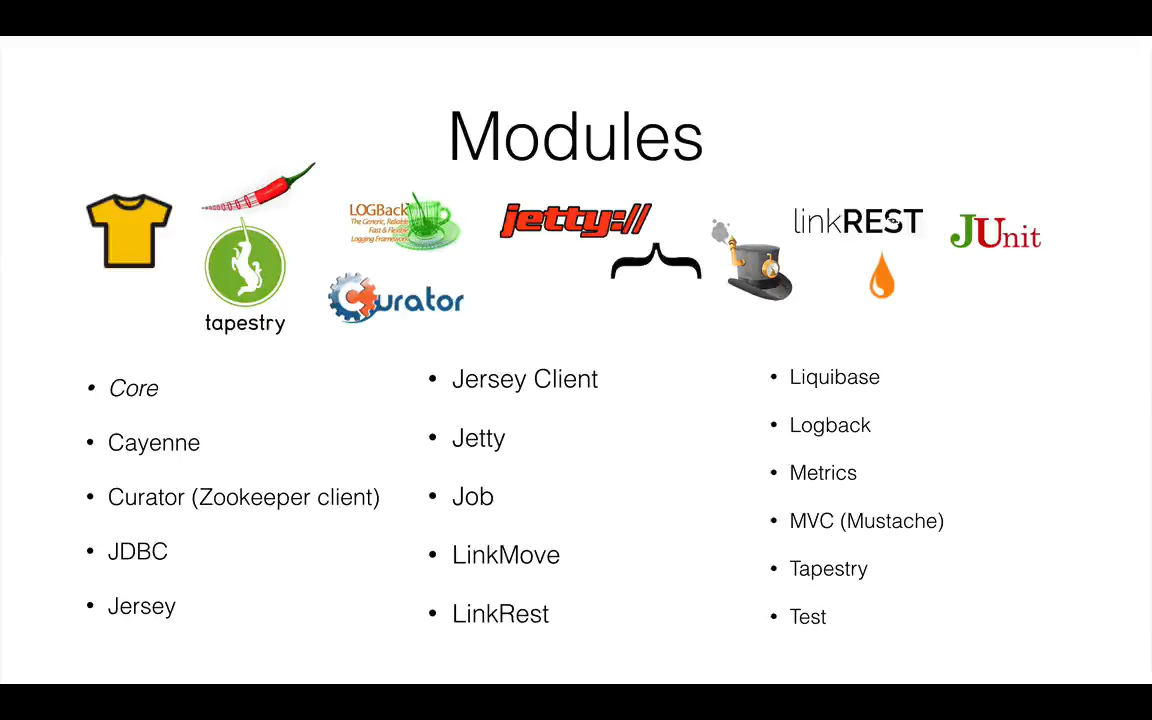 Modules
LOGBack
The Generic, Reliable
Fast & Flexible
Logging Framework
jetty://
linkREST
JUnit
tapestry
Curator
{
• Core
• Cayenne
• Curator (Zookeeper client)
• JDBC
• Jersey
• Jersey Client
• Jetty
• Job
• LinkMove
• LinkRest
• Liquibase
• Logback
• Metrics
• MVC (Mustache)
• Tapestry
• Test